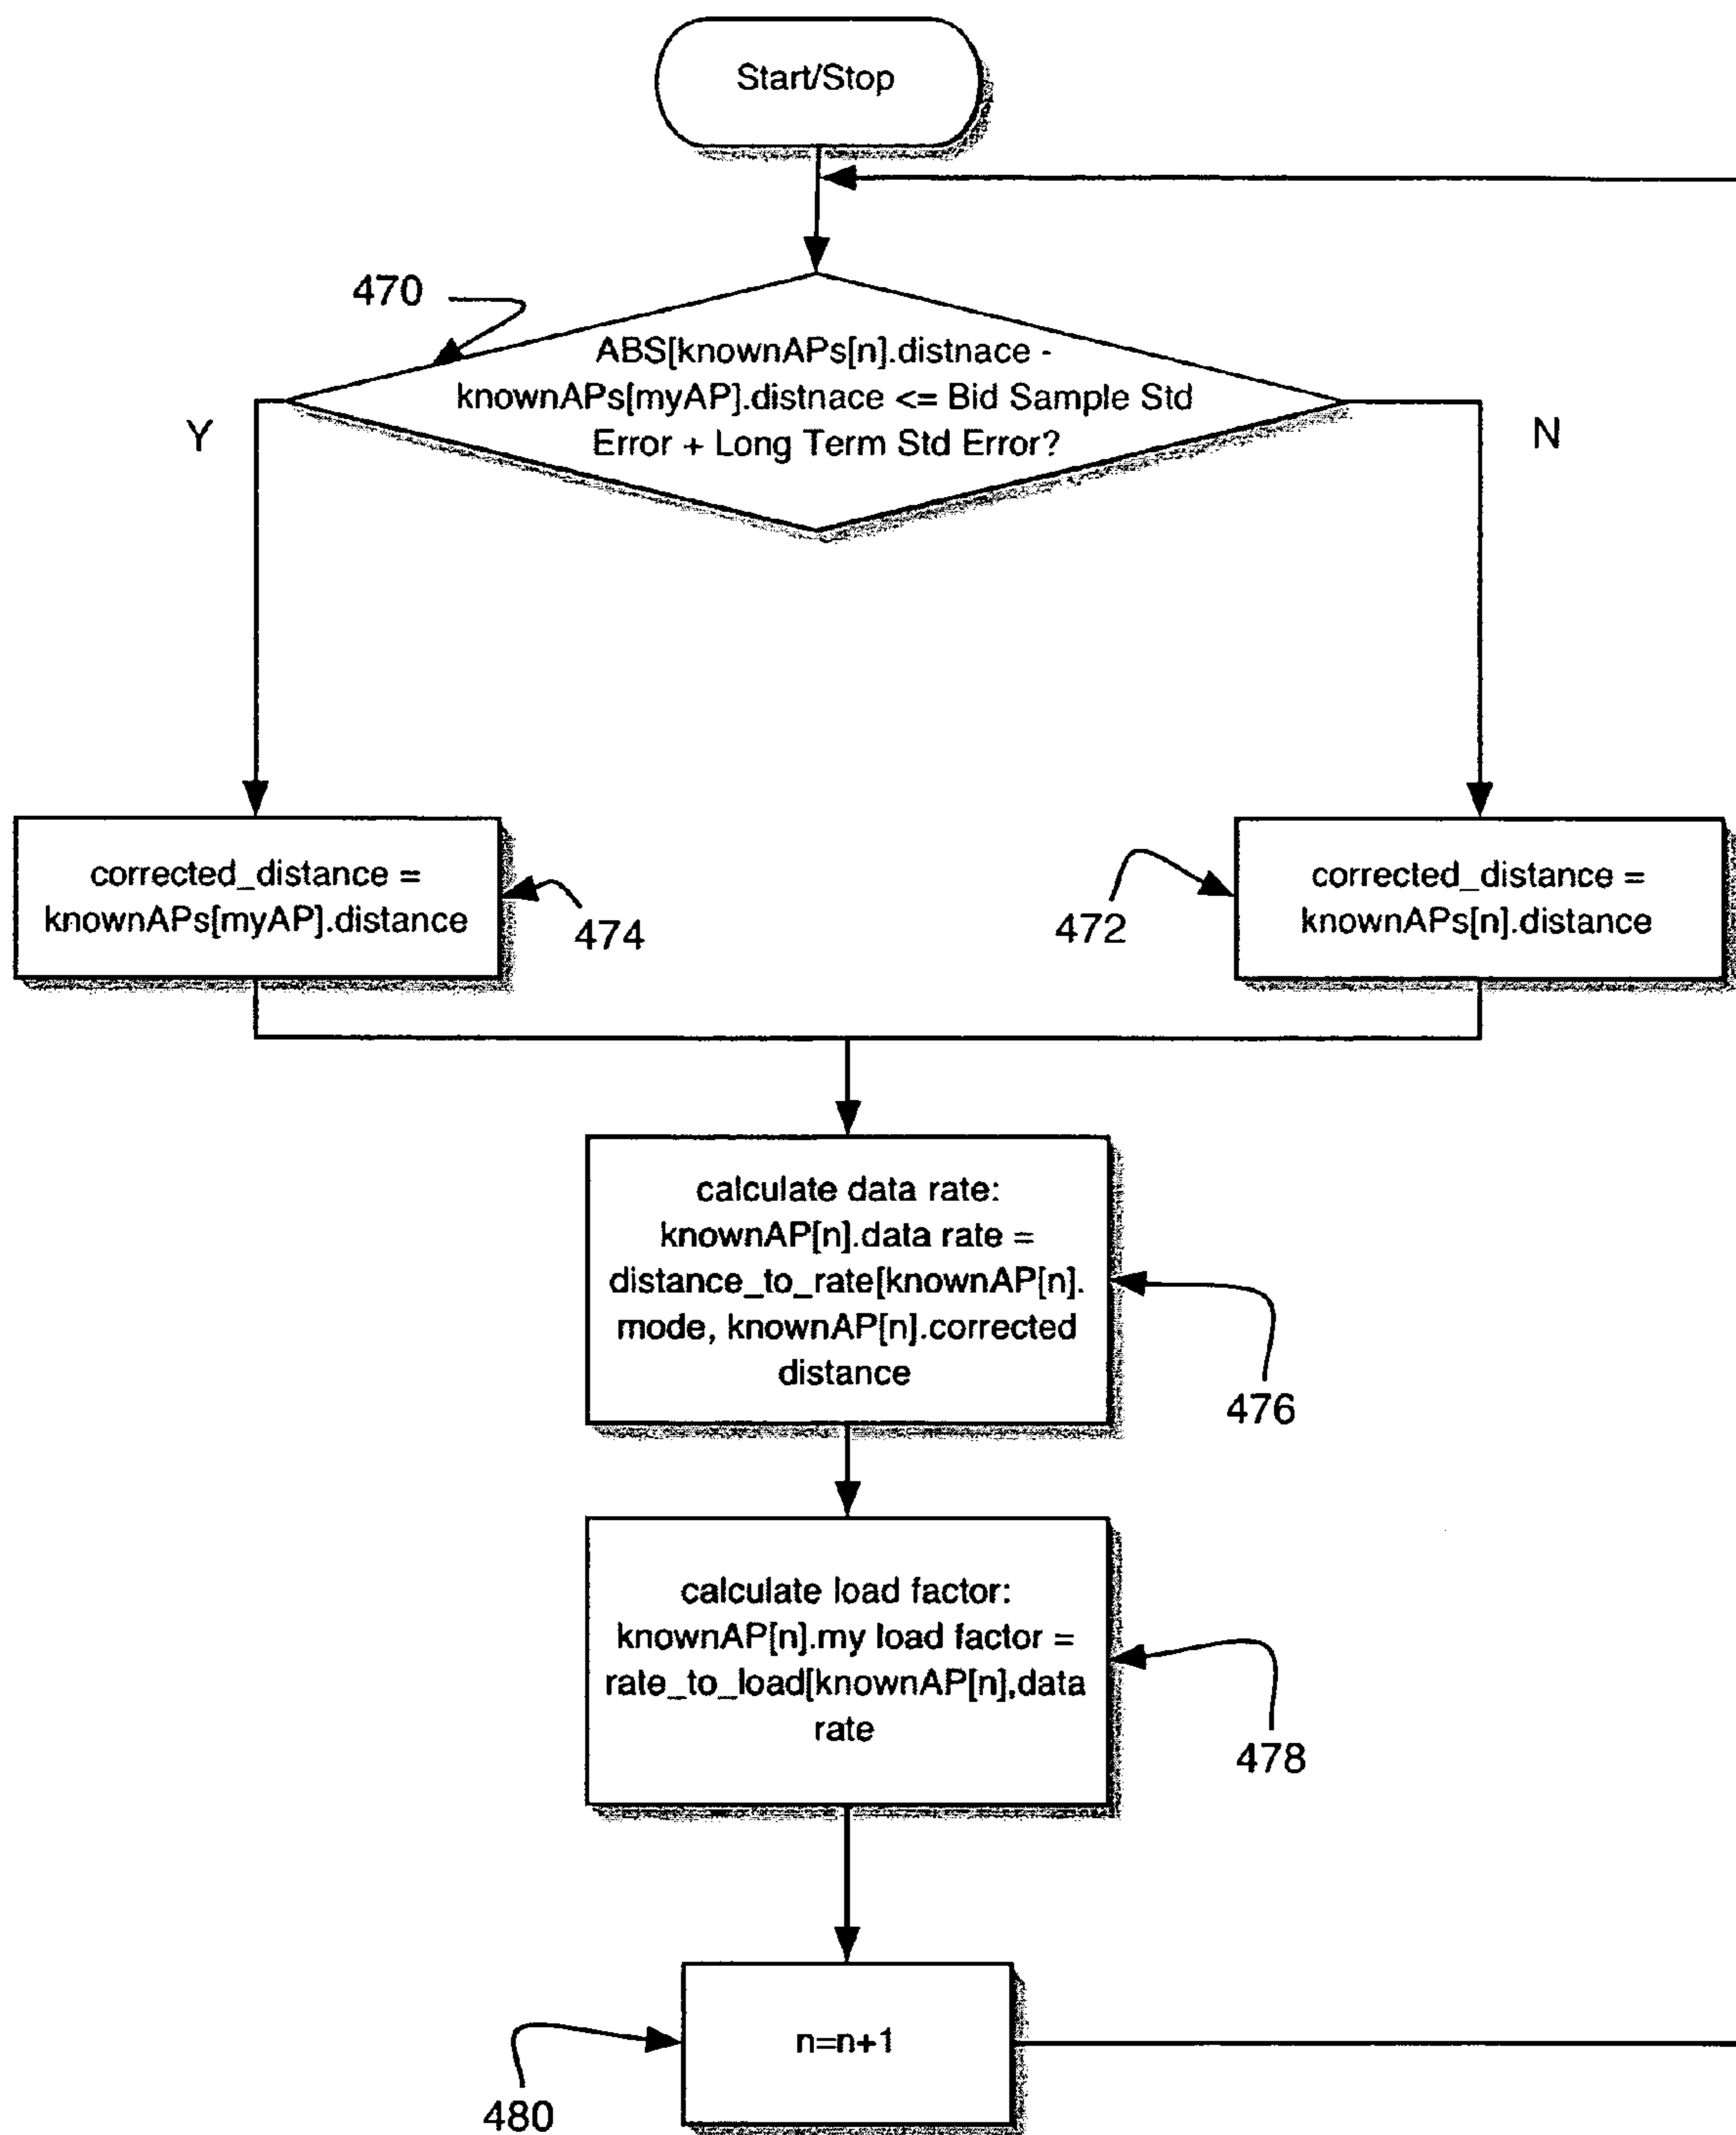 Start/Stop
470
ABS[knownAPs[n].distnace -
knownAPs[myAP].distnace <= Bid Sample Std
Error + Long Term Std Error?
Y
N
corrected_distance =
knownAPs[myAP].distance
474
472
corrected_distance =
knownAPs[n].distance
calculate data rate:
knownAP[n].data rate =
distance_to_rate[knownAP[n].
mode, knownAP[n].corrected
distance
476
calculate load factor:
knownAP[n].my load factor =
rate_to_load[knownAP[n],data
rate
478
n=n+1
480